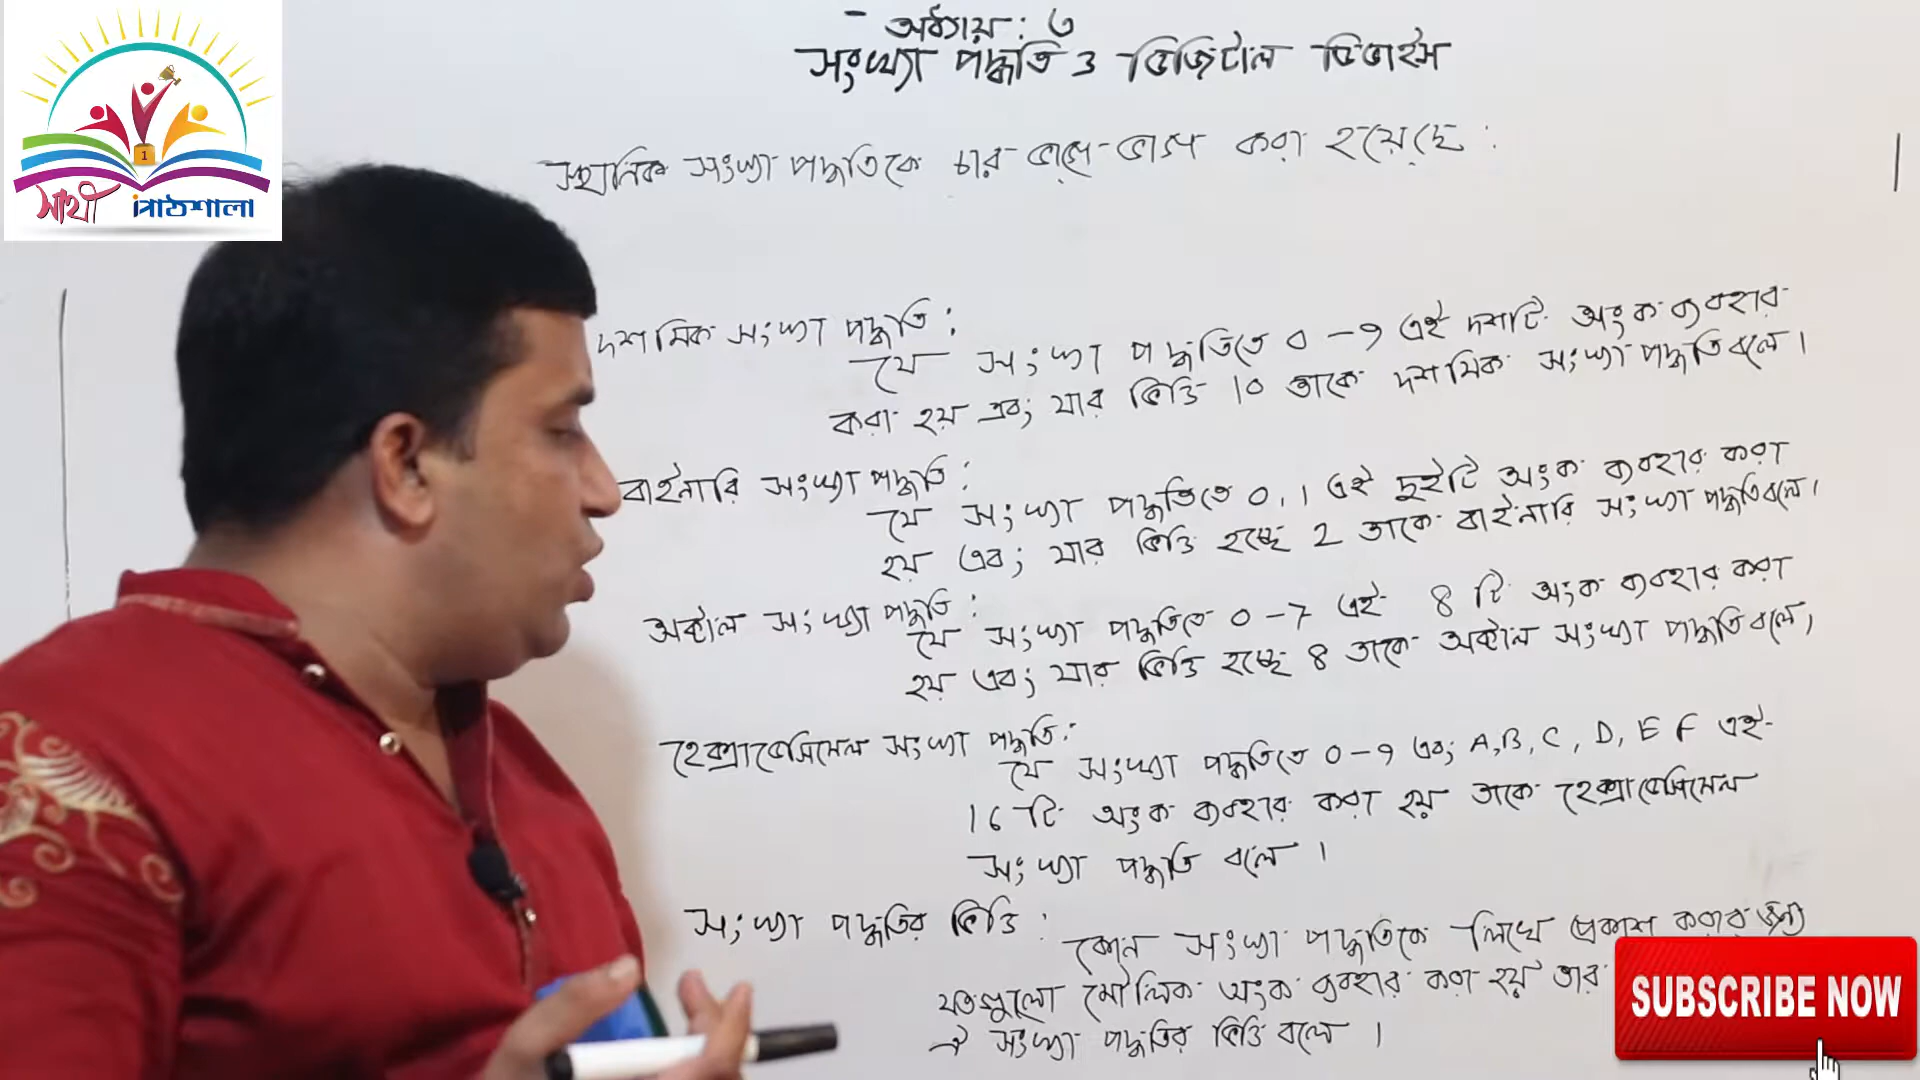 সাথী পাঠশালা
1
অধ্যায় : ৩
সংখ্যা পদ্ধতি ও ডিজিটাল ডিভাইস
স্থানিক সংখ্যা পদ্ধতিকে চার ভাগে ভাগ করা হয়েছে :
দশমিক সংখ্যা পদ্ধতি :
যে সংখ্যা পদ্ধতিতে 0 – 9 এই দশটি অংক ব্যবহার
করা হয় এবং যার ভিত্তি 10 তাকে দশমিক সংখ্যা পদ্ধতি বলে।
বাইনারি সংখ্যা পদ্ধতি :
যে সংখ্যা পদ্ধতিতে 0, 1 এই দুইটি অংক ব্যবহার করা
হয় এবং যার ভিত্তি হচ্ছে 2 তাকে বাইনারি সংখ্যা পদ্ধতি বলে।
অক্টাল সংখ্যা পদ্ধতি :
যে সংখ্যা পদ্ধতিতে 0 – 7 এই 8 টি অংক ব্যবহার করা
হয় এবং যার ভিত্তি হচ্ছে 8 তাকে অক্টাল সংখ্যা পদ্ধতি বলে।
হেক্সাডেসিমেল সংখ্যা পদ্ধতি :
যে সংখ্যা পদ্ধতিতে 0 – 9 এবং A, B, C, D, E F এই
16 টি অংক ব্যবহার করা হয় তাকে হেক্সাডেসিমেল
সংখ্যা পদ্ধতি বলে ।
সংখ্যা পদ্ধতির ভিত্তি :
কোন সংখ্যা পদ্ধতিকে লিখে প্রকাশ করার জন্য
যতগুলো মৌলিক অংক ব্যবহার করা হয় তার
ঐ সংখ্যা পদ্ধতির ভিত্তি বলে ।
SUBSCRIBE NOW